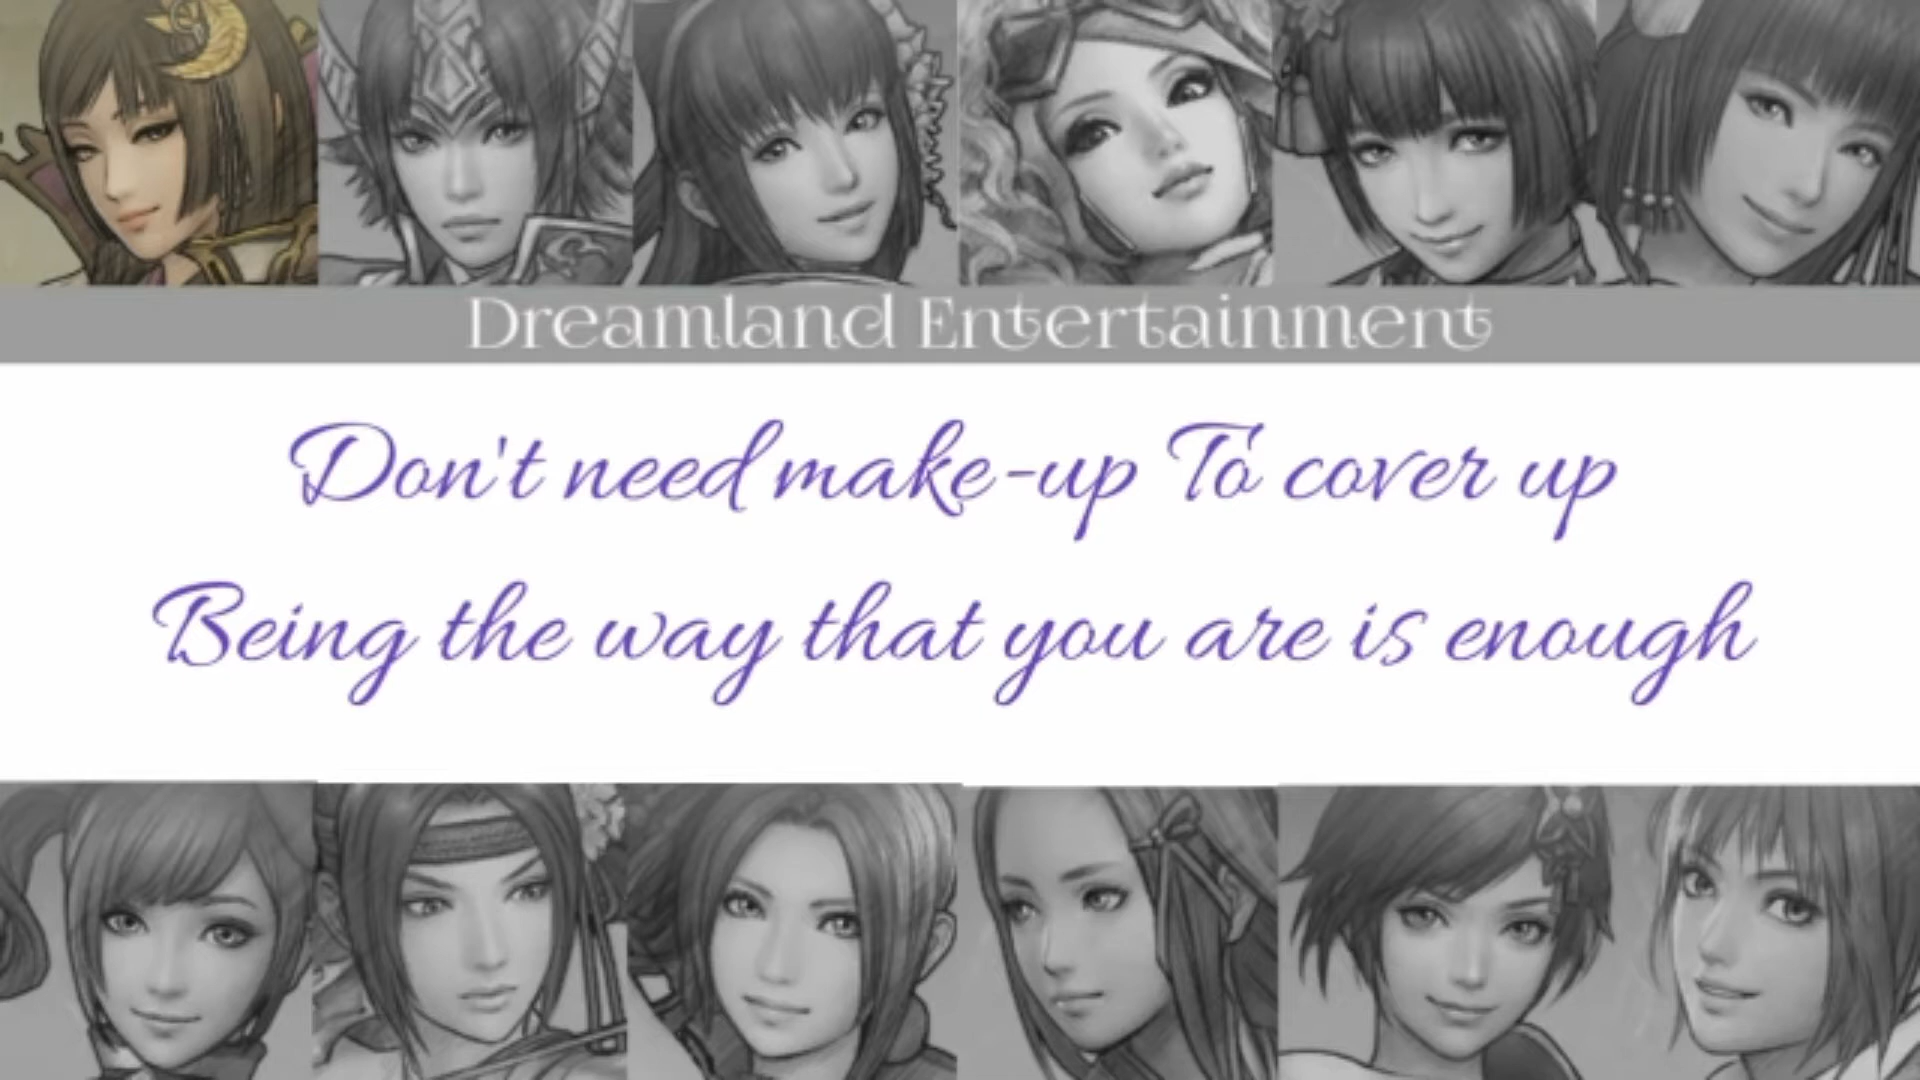 Dreamland Entertainment
Don't need make-up To cover up
Being the way that you are is enough